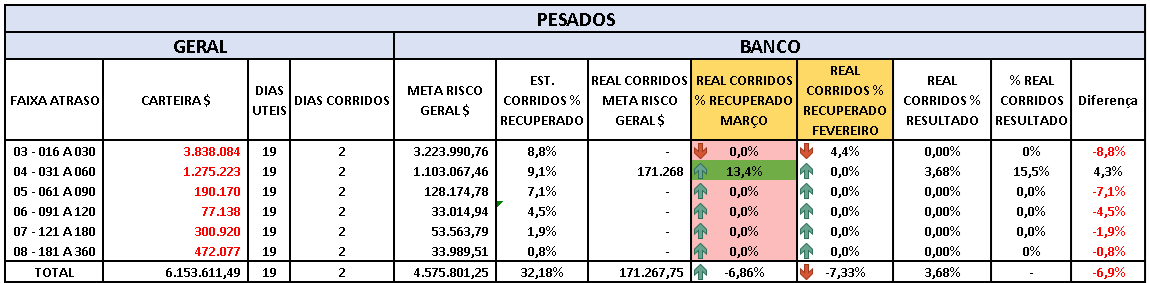 PESADOS
GERAL BANCO
FAIXA ATRASO CARTEIRA $ DIAS UTEIS DIAS CORRIDOS META RISCO GERAL $ EST. CORRIDOS % RECUPERADO REAL CORRIDOS META RISCO GERAL $ REAL CORRIDOS % RECUPERADO MARÇO REAL CORRIDOS % RECUPERADO FEVEREIRO REAL CORRIDOS % RESULTADO % REAL CORRIDOS RESULTADO Diferença
03 - 016 A 030 3.838.084 19 2 3.223.990,76 8,8% - 0,0% 4,4% 0,00% 0% -8,8%
04 - 031 A 060 1.275.223 19 2 1.103.067,46 9,1% 171.268 13,4% 0,0% 3,68% 15,5% 4,3%
05 - 061 A 090 190.170 19 2 128.174,78 7,1% - 0,0% 0,0% 0,00% 0,0% -7,1%
06 - 091 A 120 77.138 19 2 33.014,94 4,5% - 0,0% 0,0% 0,00% 0,0% -4,5%
07 - 121 A 180 300.920 19 2 53.563,79 1,9% - 0,0% 0,0% 0,00% 0,0% -1,9%
08 - 181 A 360 472.077 19 2 33.989,51 0,8% - 0,0% 0,0% 0,00% 0% -0,8%
TOTAL 6.153.611,49 19 2 4.575.801,25 32,18% 171.267,75 -6,86% -7,33% 3,68% - -6,9%